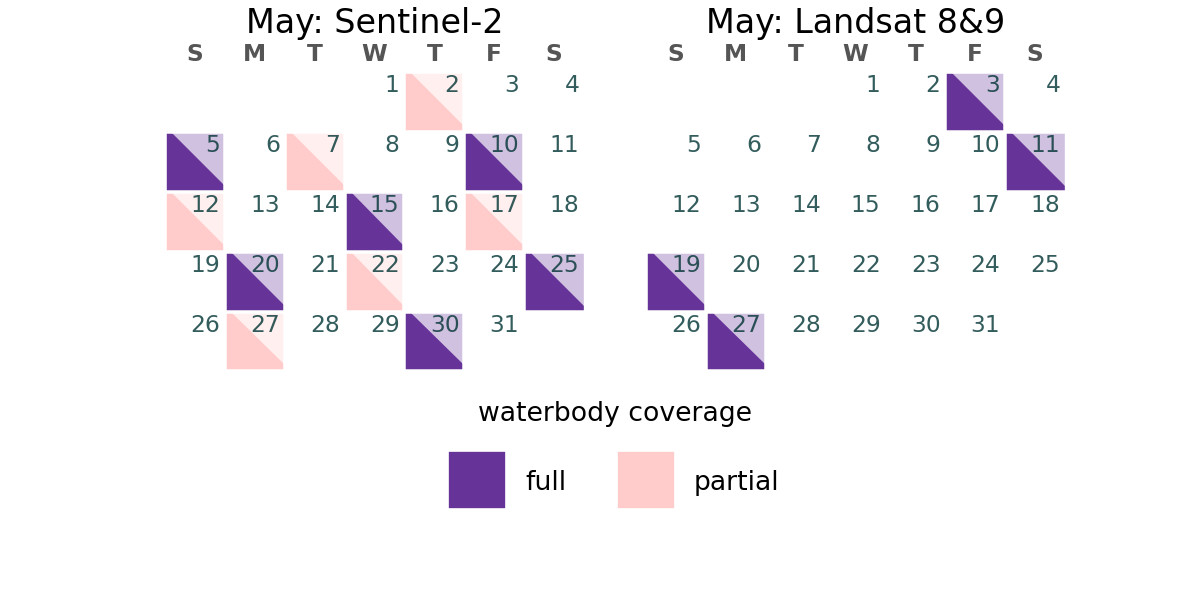 May: Sentinel-2
S M T W T F S
1 2 3 4
5 6 7 8 9 10 11
12 13 14 15 16 17 18
19 20 21 22 23 24 25
26 27 28 29 30 31
May: Landsat 8&9
S M T W T F S
1 2 3 4
5 6 7 8 9 10 11
12 13 14 15 16 17 18
19 20 21 22 23 24 25
26 27 28 29 30 31
waterbody coverage
full partial